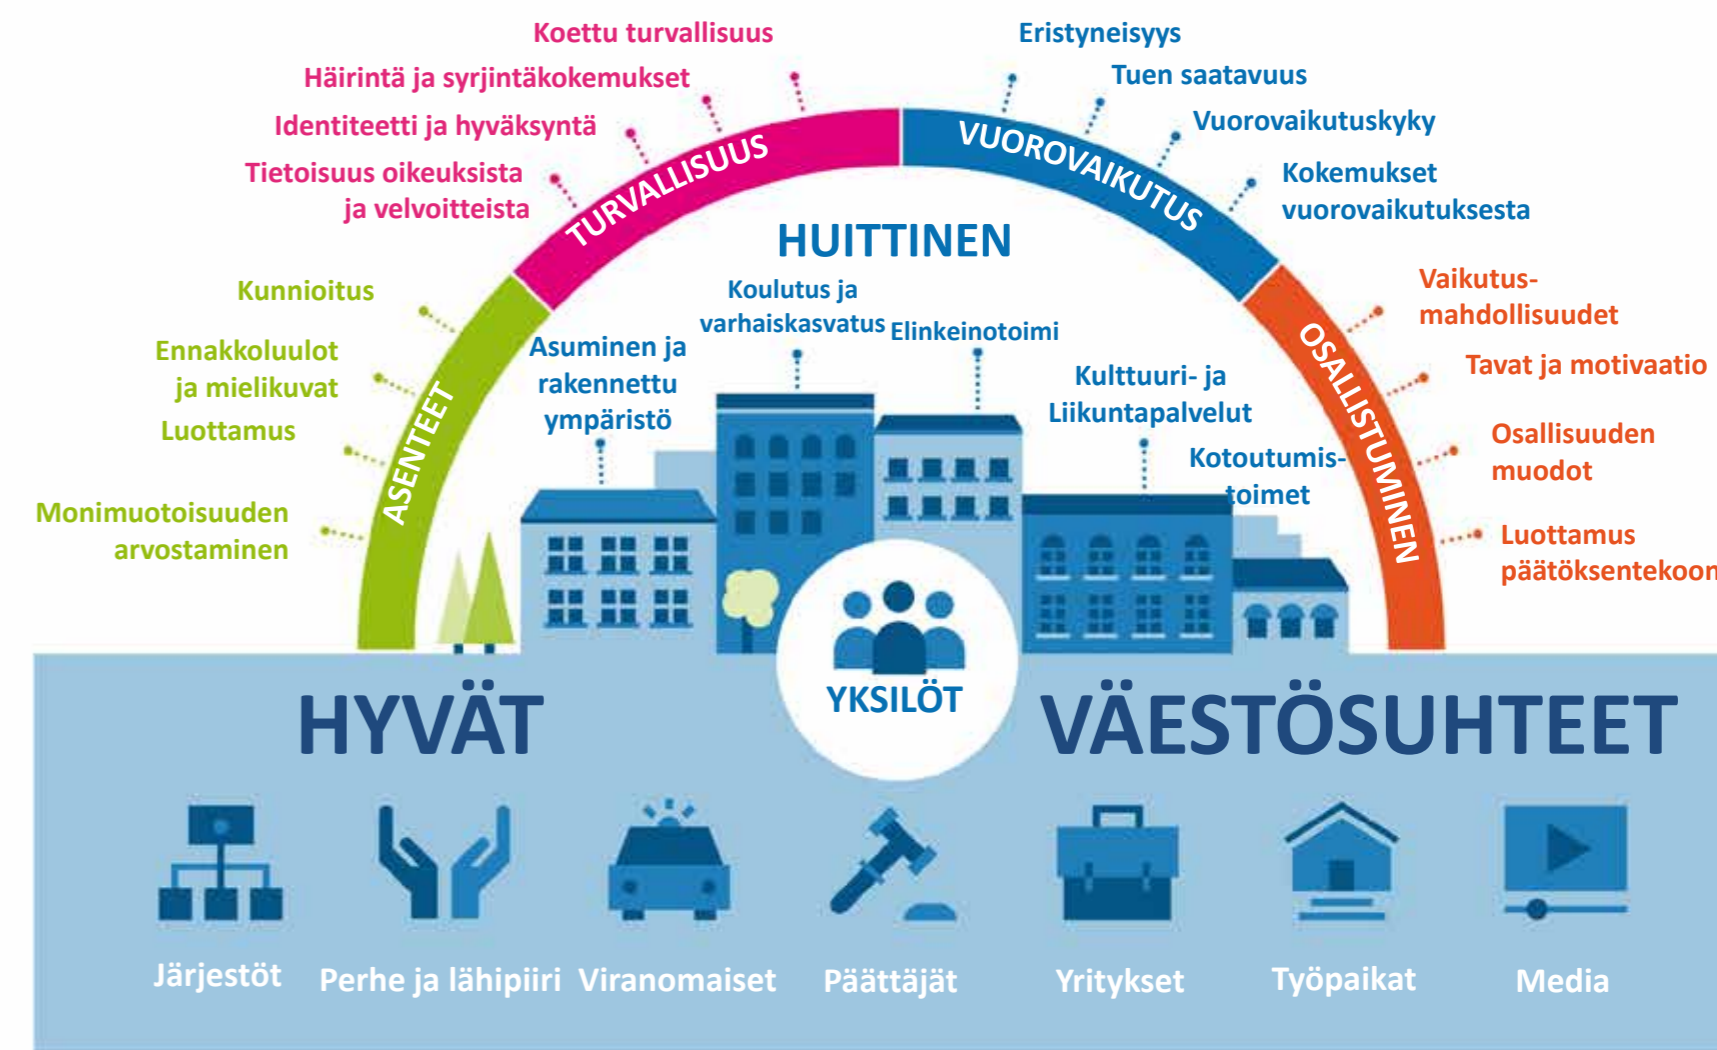 Koettu turvallisuus
Häirintä ja syrjintäkokemukset
Identiteetti ja hyväksyntä
Tietoisuus oikeuksista
ja velvoitteista
TURVALLISUUS
Eristyneisyys
Tuen saatavuus
Vuorovaikutuskyky
Kokemukset
vuorovaikutuksesta
VUOROVAIKUTUS
Kunnioitus
Ennakkoluulot
ja mielikuvat
Luottamus
Monimuotoisuuden
arvostaminen
ASENTEET
Vaikutus-
mahdollisuudet
Tavat ja motivaatio
Osallisuuden
muodot
Luottamus
päätöksentekoon
OSALLISTUMINEN
HUITTINEN
Asuminen ja
rakennettu
ympäristö
Koulutus ja
varhaiskasvatus
Elinkeinotoimi
Kulttuuri- ja
Liikuntapalvelut
Kotoutumis-
toimet
YKSILÖT
HYVÄT VÄESTÖSUHTEET
Järjestöt
Perhe ja lähipiiri
Viranomaiset
Päättäjät
Yritykset
Työpaikat
Media